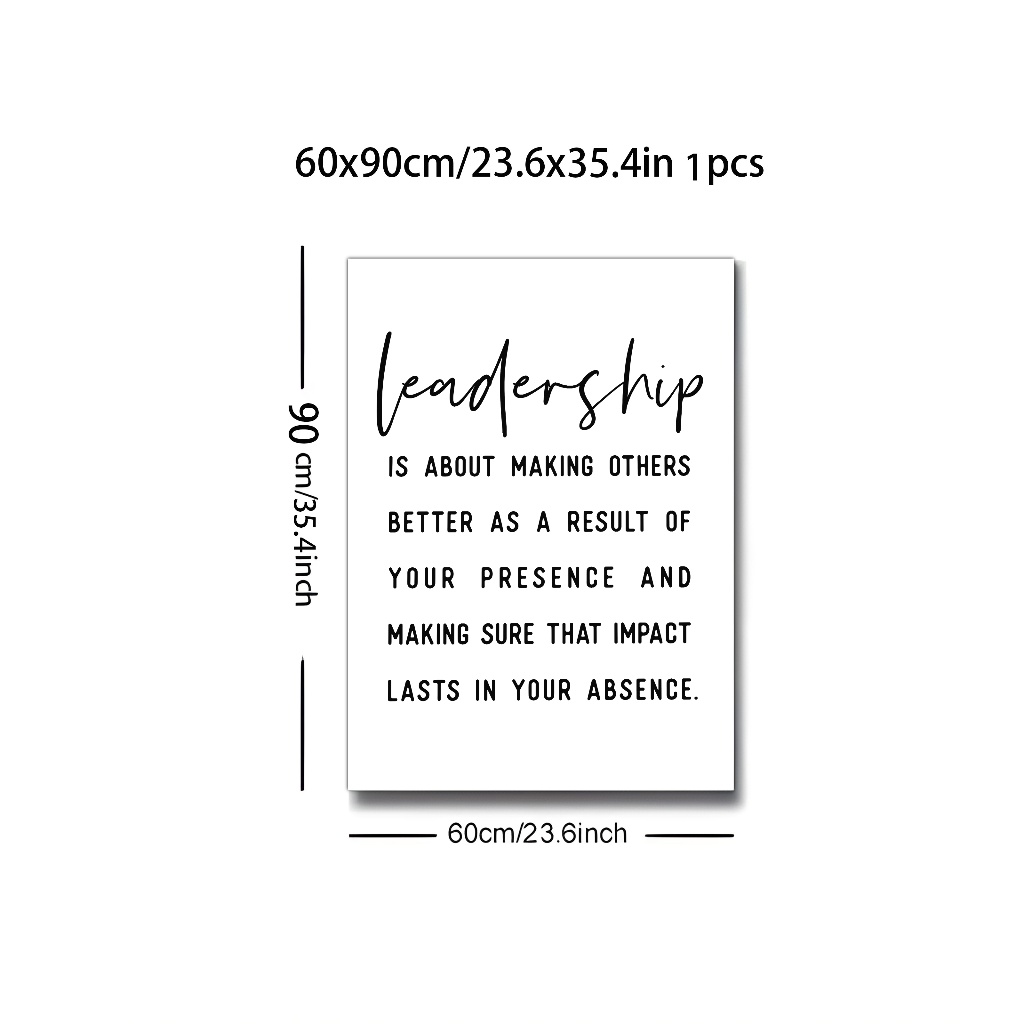 60x90cm/23.6x35.4in 1pcs
90 cm/35.4inch
leadership
IS ABOUT MAKING OTHERS
BETTER AS A RESULT OF
YOUR PRESENCE AND
MAKING SURE THAT IMPACT
LASTS IN YOUR ABSENCE.
60cm/23.6inch